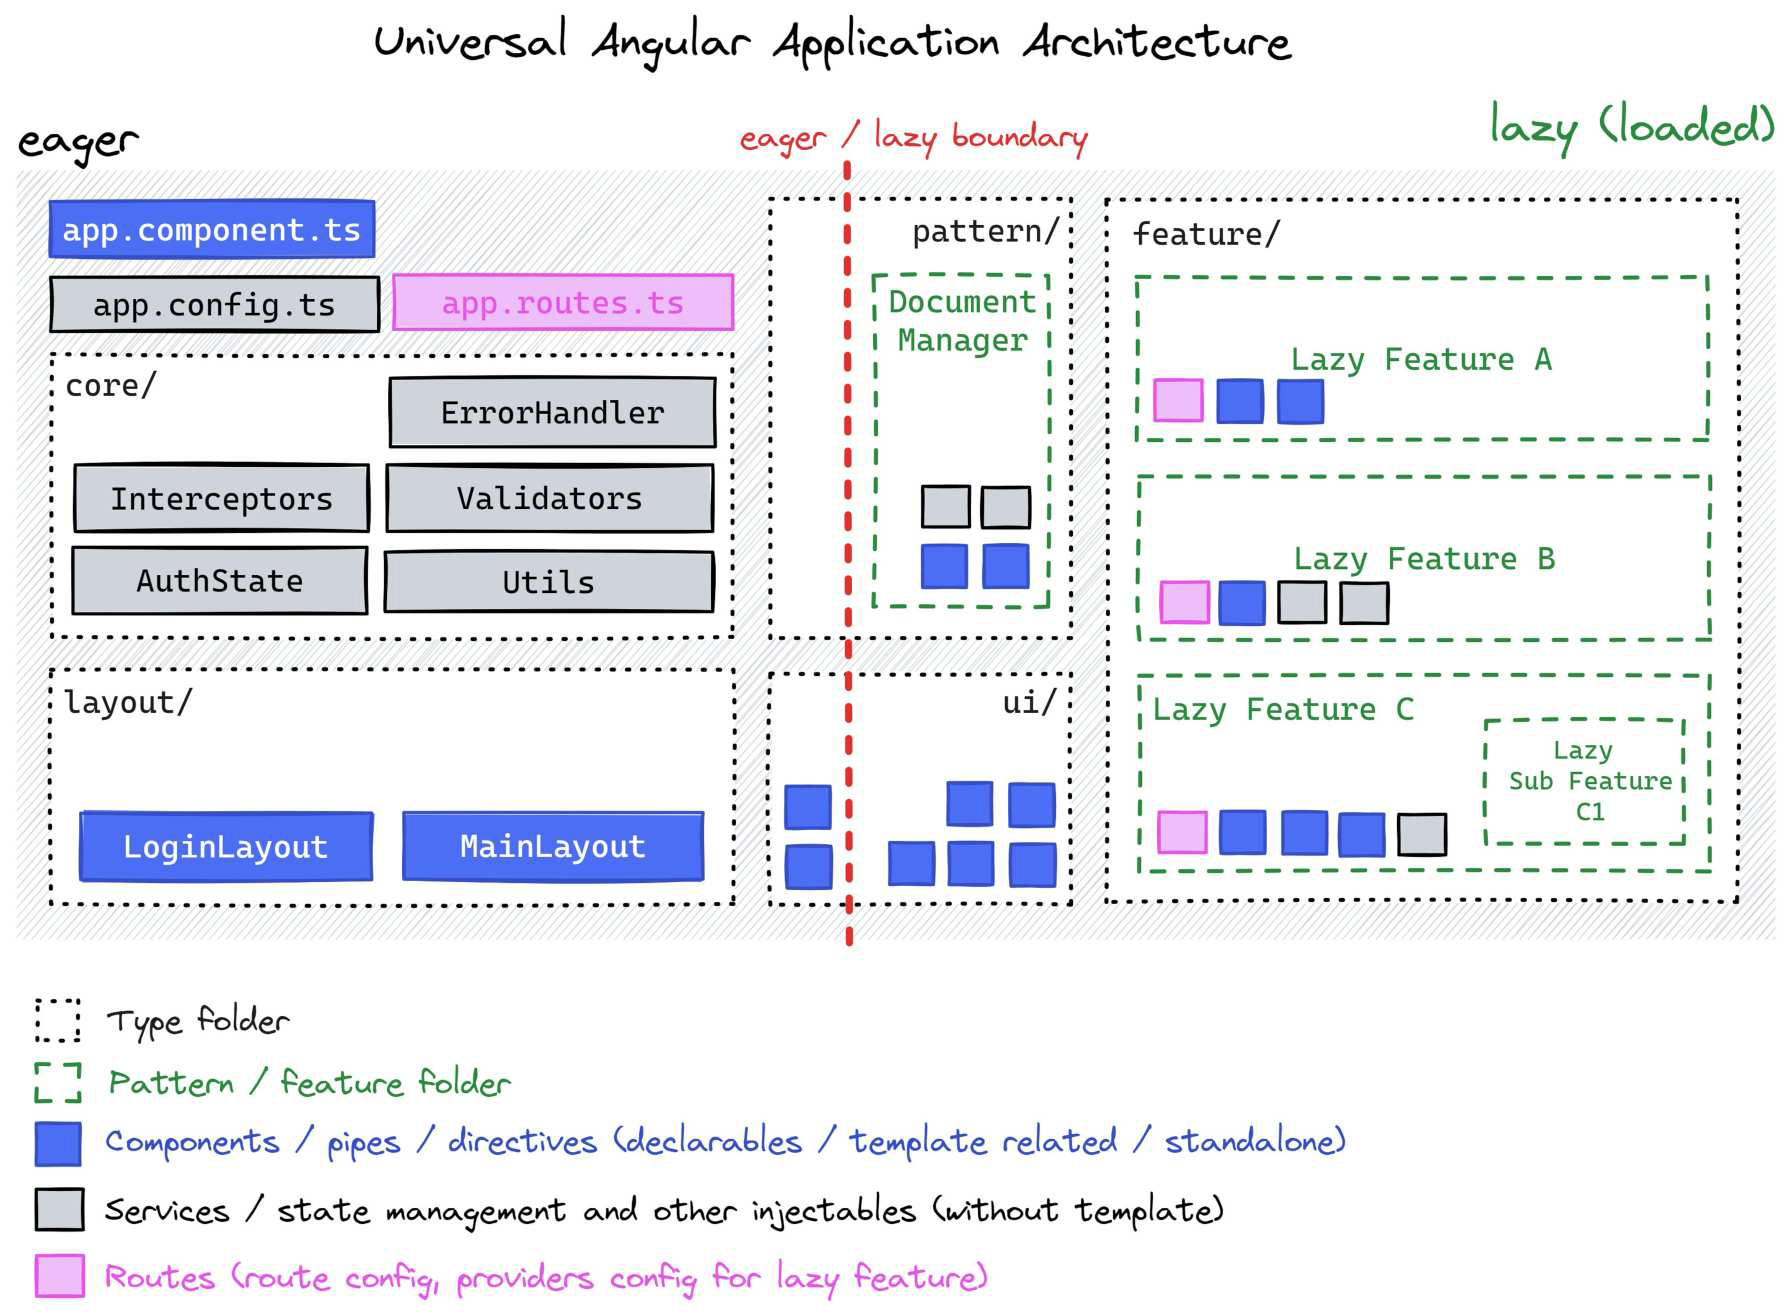 Universal Angular Application Architecture
eager
eager / lazy boundary
lazy (loaded)
app.component.ts
app.config.ts
app.routes.ts
core/
ErrorHandler
Interceptors
Validators
AuthState
Utils
layout/
LoginLayout
MainLayout
pattern/
Document
Manager
ui/
feature/
Lazy Feature A
Lazy Feature B
Lazy Feature C
Lazy
Sub Feature
C1
Type folder
Pattern / feature folder
Components / pipes / directives (declarables / template related / standalone)
Services / state management and other injectables (without template)
Routes (route config, providers config for lazy feature)